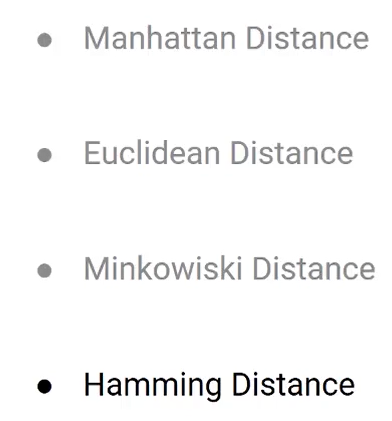 • Manhattan Distance
• Euclidean Distance
• Minkowiski Distance
• Hamming Distance